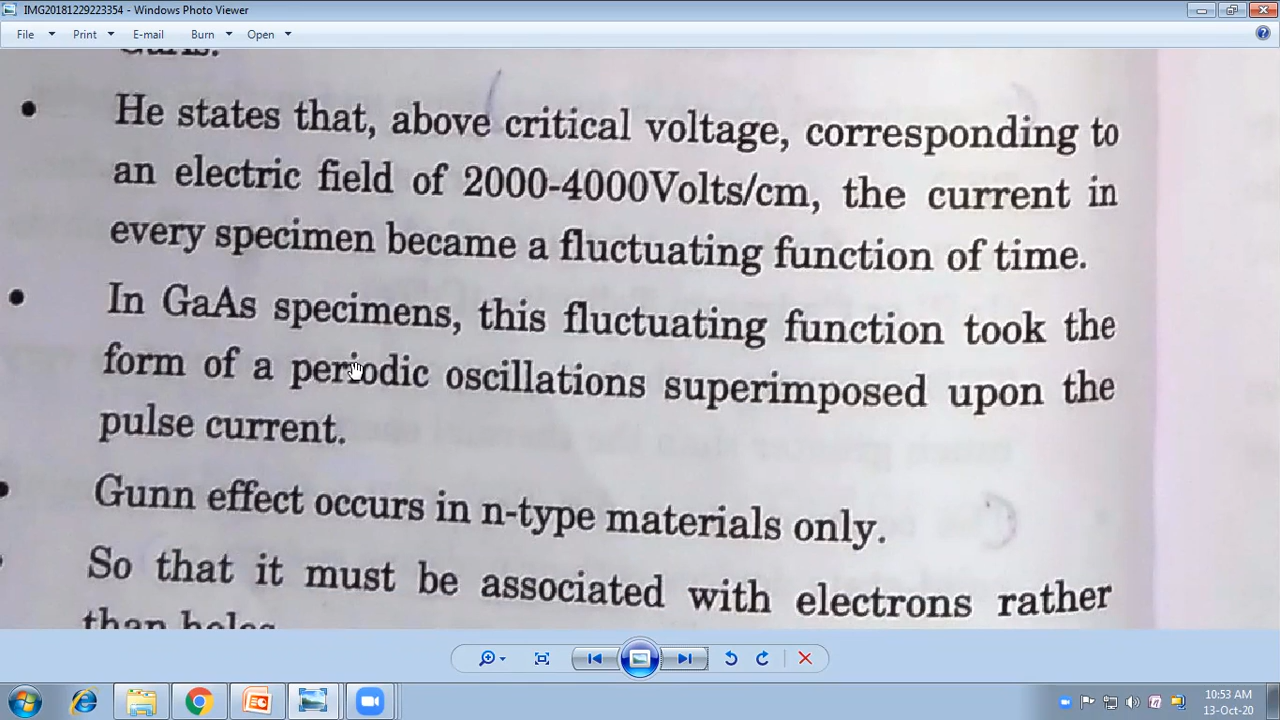 IMG20181229223354 - Windows Photo Viewer
File Print E-mail Burn Open
He states that, above critical voltage, corresponding to
an electric field of 2000-4000Volts/cm, the current in
every specimen became a fluctuating function of time.
In GaAs specimens, this fluctuating function took the
form of a periodic oscillations superimposed upon the
pulse current.
Gunn effect occurs in n-type materials only.
So that it must be associated with electrons rather
than holes
10:53 AM
13-Oct-20